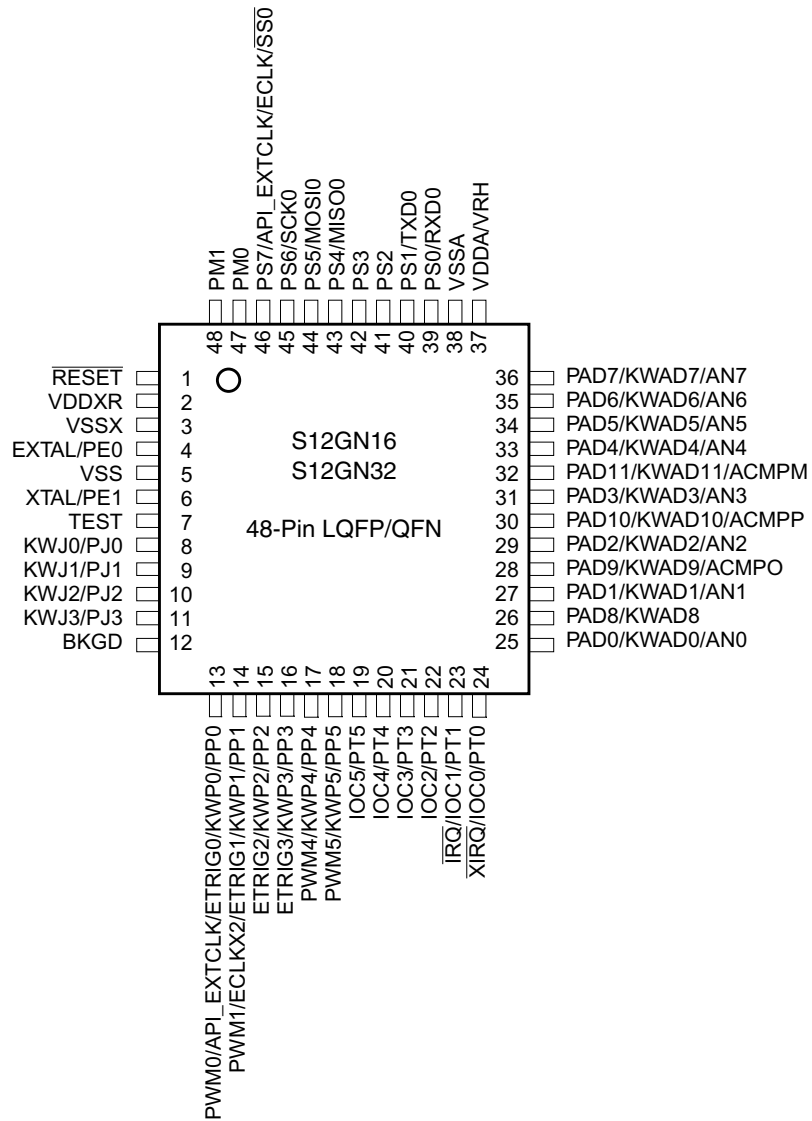 PS7/API_EXTCLK/ECLK/SS0
PM1
PM0
PS6/SCK0
PS5/MOSI0
PS4/MISO0
PS3
PS2
PS1/TXD0
PS0/RXD0
VSSA
VDDA/VRH
48
47
46
45
44
43
42
41
40
39
38
37
RESET 1
VDDXR 2
VSSX 3
EXTAL/PE0 4
VSS 5
XTAL/PE1 6
TEST 7
KWJ0/PJ0 8
KWJ1/PJ1 9
KWJ2/PJ2 10
KWJ3/PJ3 11
BKGD 12
S12GN16
S12GN32
48-Pin LQFP/QFN
36 PAD7/KWAD7/AN7
35 PAD6/KWAD6/AN6
34 PAD5/KWAD5/AN5
33 PAD4/KWAD4/AN4
32 PAD11/KWAD11/ACMPM
31 PAD3/KWAD3/AN3
30 PAD10/KWAD10/ACMPP
29 PAD2/KWAD2/AN2
28 PAD9/KWAD9/ACMPO
27 PAD1/KWAD1/AN1
26 PAD8/KWAD8
25 PAD0/KWAD0/AN0
13
14
15
16
17
18
19
20
21
22
23
24
PWM0/API_EXTCLK/ETRIG0/KWP0/PP0
PWM1/ECLKX2/ETRIG1/KWP1/PP1
ETRIG2/KWP2/PP2
ETRIG3/KWP3/PP3
PWM4/KWP4/PP4
PWM5/KWP5/PP5
IOC5/PT5
IOC4/PT4
IOC3/PT3
IOC2/PT2
IRQ/IOC1/PT1
XIRQ/IOC0/PT0